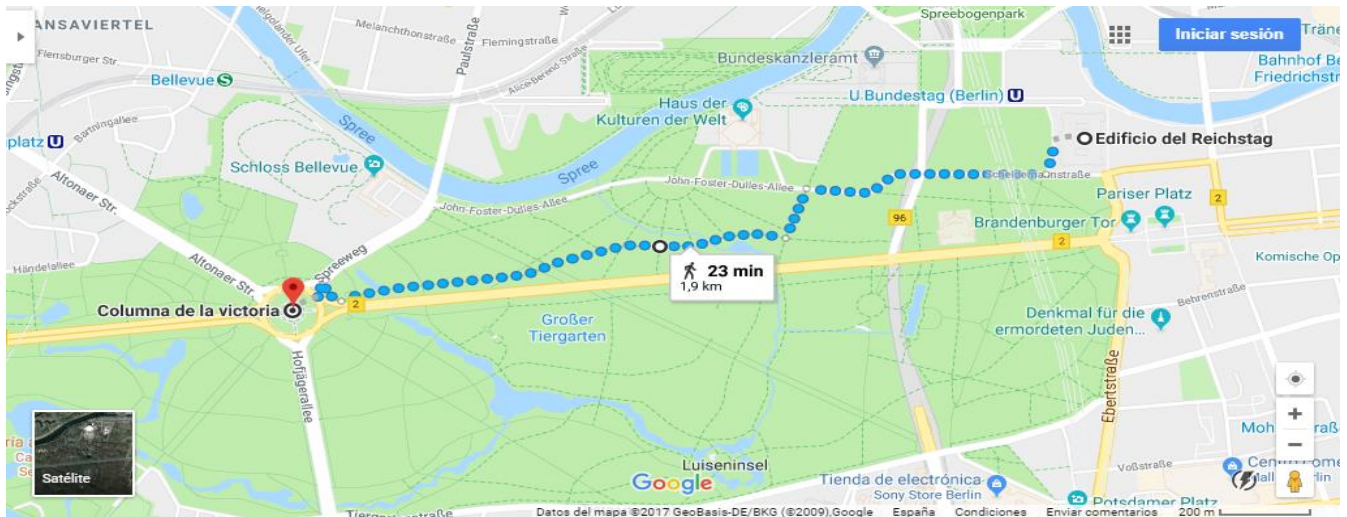 ANSAVIERTEL
Flensburger Str.
Bellevue
S
Bartningallee
platz
U
Altonaer Str.
Händelallee
Altonaer Str.
Melanchthonstraße
Flemingstraße
Paulstraße
Alice-Berend-Straße
Spree
Schloss Bellevue
Spree
John-Foster-Dulles-Allee
John-Foster-Dulles-Allee
Spreeweg
Columna de la victoria
2
Hofjägerallee
Spreebogenpark
Bundeskanzleramt
Haus der
Kulturen der Welt
U Bundestag (Berlin)
U
Iniciar sesión
Träne
Bahnhof Be
Friedrichstr
Edificio del Reichstag
96
Pariser Platz
Brandenburger Tor
2
2
Komische Op
Behrenstraße
Denkmal für die
ermordeten Juden...
Ebertstraße
23 min
1,9 km
Großer
Tiergarten
Luiseninsel
Google
Tienda de electrónica
Sony Store Berlin
Voßstraße
Potsdamer Platz
Satélite
Datos del mapa ©2017 GeoBasis-DE/BKG (©2009),Google
España
Condiciones
Enviar comentarios
200 m